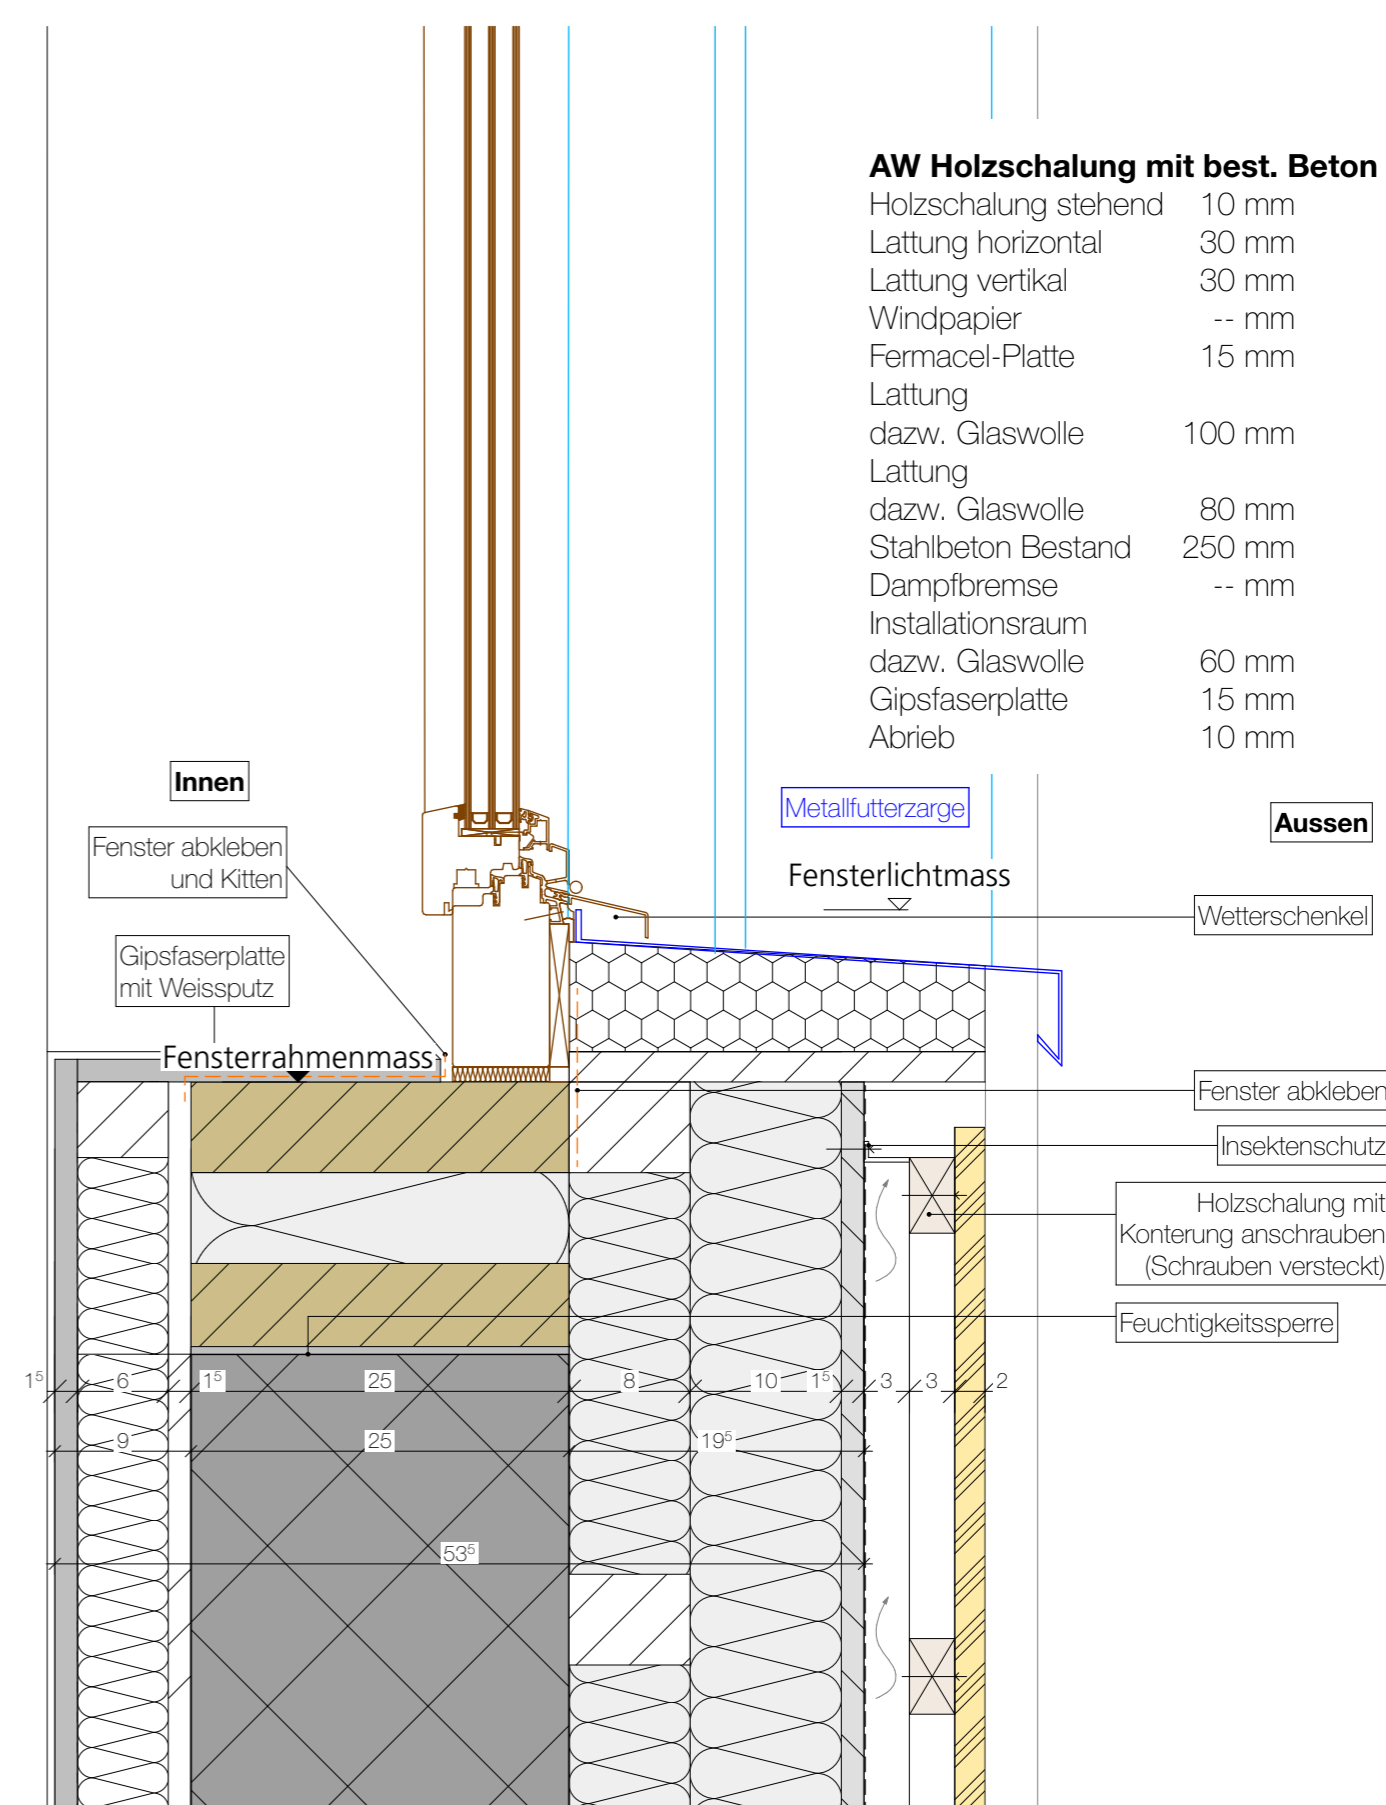 AW Holzschalung mit best. Beton
Holzschalung stehend 10 mm
Lattung horizontal 30 mm
Lattung vertikal 30 mm
Windpapier -- mm
Fermacel-Platte 15 mm
Lattung
dazw. Glaswolle 100 mm
Lattung
dazw. Glaswolle 80 mm
Stahlbeton Bestand 250 mm
Dampfbremse -- mm
Installationsraum
dazw. Glaswolle 60 mm
Gipsfaserplatte 15 mm
Abrieb 10 mm
Innen
Metallfutterzarge
Aussen
Fenster abkleben
und Kitten
Fensterlichtmass
Wetterschenkel
Gipsfaserplatte
mit Weissputz
Fensterrahmenmass
Fenster abkleben
Insektenschutz
Holzschalung mit
Konterung anschrauben
(Schrauben versteckt)
Feuchtigkeitssperre
1⁵ 6 1⁵ 25 8 10 1⁵ 3 3 2
9 25 19⁵
53⁵